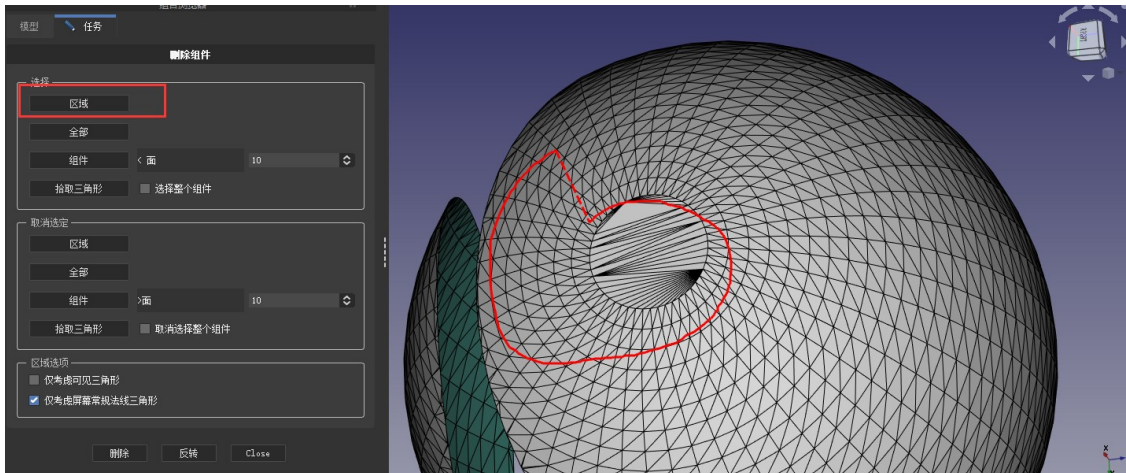 模型
任务
删除组件
选择
区域
全部
组件
< 面
10
拾取三角形
选择整个组件
取消选定
区域
全部
组件
>面
10
拾取三角形
取消选择整个组件
区域选项
仅考虑可见三角形
仅考虑屏幕常规法线三角形
删除
反转
Close
RIGHT
X